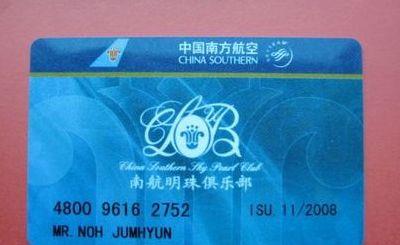 中国南方航空
CHINA SOUTHERN
China Southern Sky Pearl Club
南航明珠俱乐部
4800 9616 2752
ISU. 11/2008
MR. NOH JUMHYUN